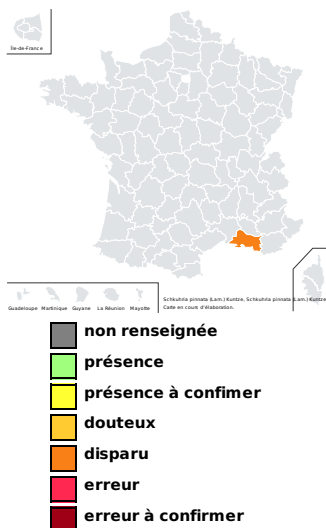 Île-de-France
Guadeloupe Martinique Guyane La Réunion Mayotte
Schkuhria pinnata (Lam.) Kuntze, Schkuhria pinnata (Lam.) Kuntze
Carte en cours d'élaboration.
non renseignée
présence
présence à confimer
douteux
disparu
erreur
erreur à confirmer